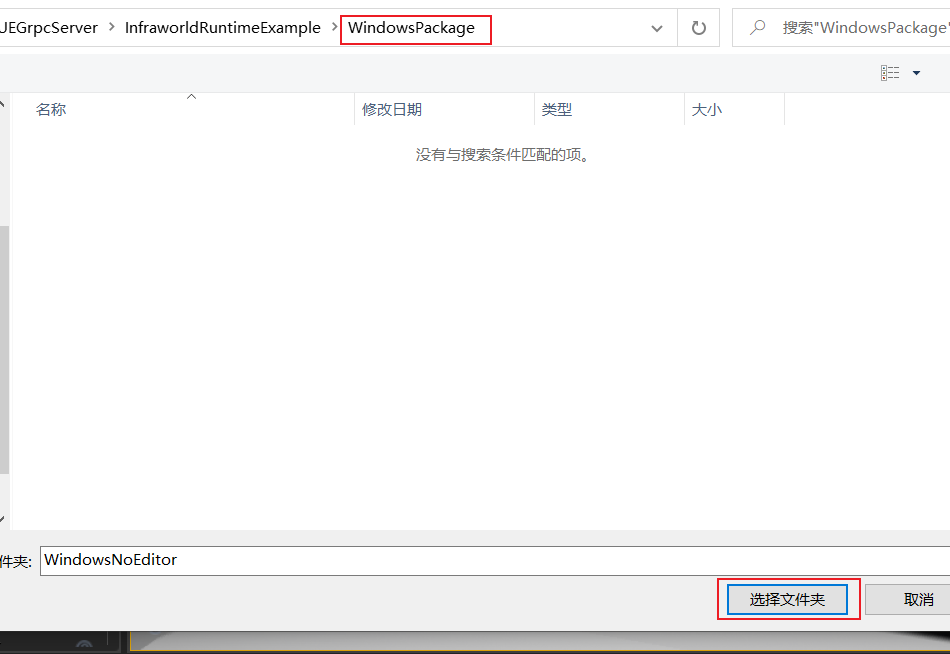 UEGrpcServer > InfraworldRuntimeExample > WindowsPackage
搜索"WindowsPackage"
名称 修改日期 类型 大小
没有与搜索条件匹配的项。
件夹: WindowsNoEditor
选择文件夹 取消